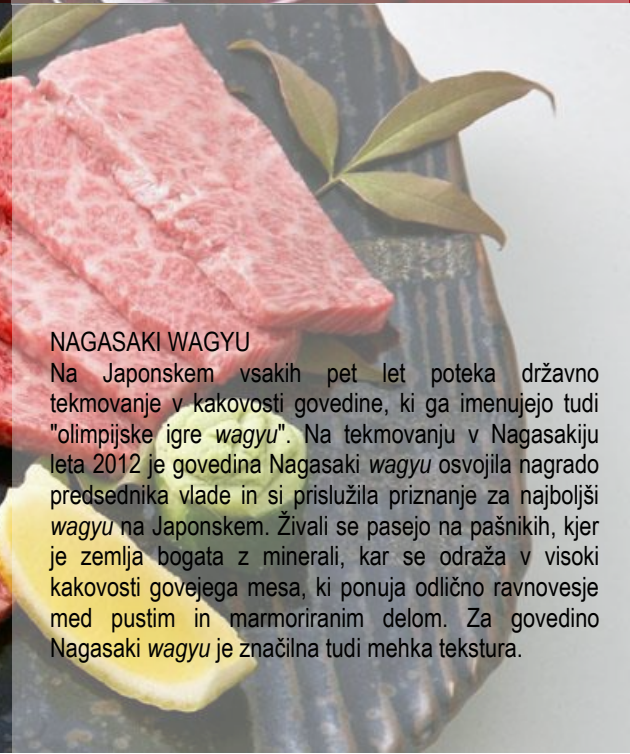 NAGASAKI WAGYU
Na Japonskem vsakih pet let poteka državno
tekmovanje v kakovosti govedine, ki ga imenujejo tudi
"olimpijske igre wagyu". Na tekmovanju v Nagasakiju
leta 2012 je govedina Nagasaki wagyu osvojila nagrado
predsednika vlade in si prislužila priznanje za najboljši
wagyu na Japonskem. Živali se pasejo na pašnikih, kjer
je zemlja bogata z minerali, kar se odraža v visoki
kakovosti govejega mesa, ki ponuja odlično ravnovesje
med pustim in marmoriranim delom. Za govedino
Nagasaki wagyu je značilna tudi mehka tekstura.